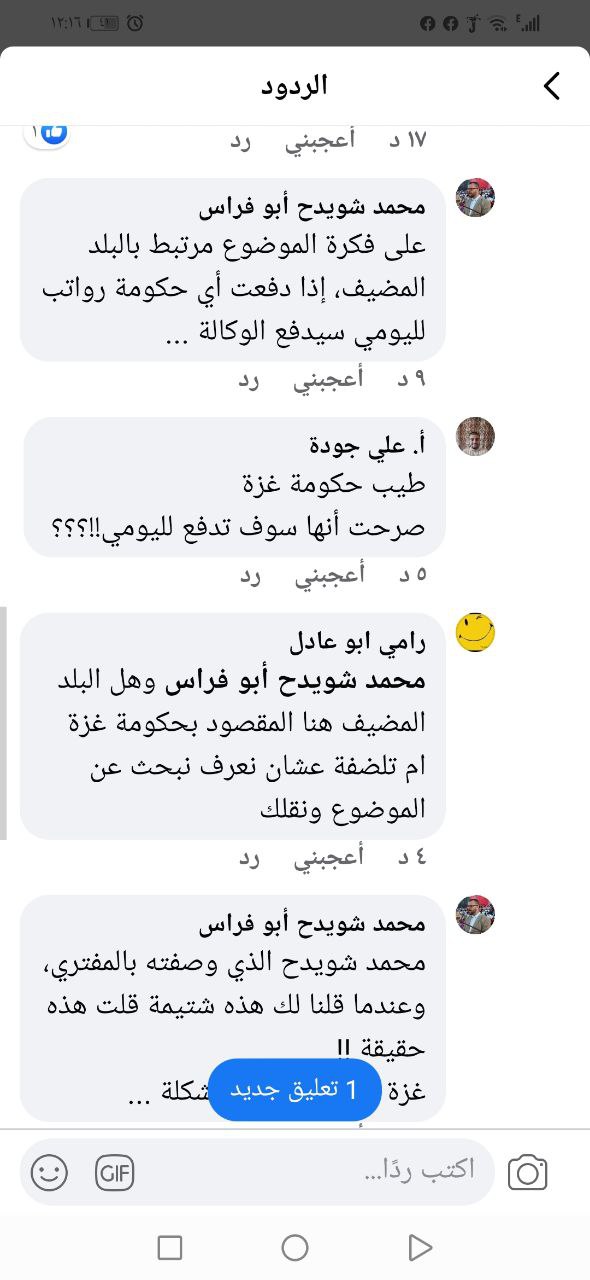 ١٢:١٦
الردود
١٧ د أعجبني رد ١
محمد شويدح أبو فراس
على فكرة الموضوع مرتبط بالبلد
المضيف، إذا دفعت أي حكومة رواتب
لليومي سيدفع الوكالة ...
٩ د أعجبني رد
أ. علي جودة
طيب حكومة غزة
صرحت أنها سوف تدفع لليومي!!؟؟؟
٥ د أعجبني رد
رامي ابو عادل
محمد شويدح أبو فراس وهل البلد
المضيف هنا المقصود بحكومة غزة
ام تلضفة عشان نعرف نبحث عن
الموضوع ونقلك
٤ د أعجبني رد
محمد شويدح أبو فراس
محمد شويدح الذي وصفته بالمفتري،
وعندما قلنا لك هذه شتيمة قلت هذه
حقيقة !!
غزة
1 تعليق جديد
اكتب ردًا...
GIF